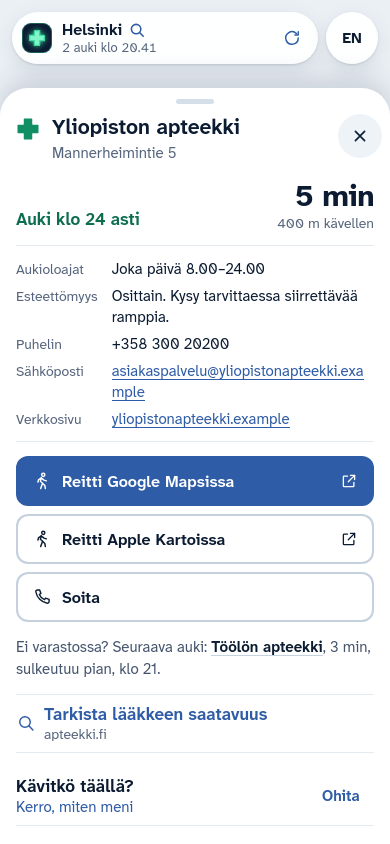 Helsinki
2 auki klo 20.41
EN
Yliopiston apteekki
Mannerheimintie 5
5 min
Auki klo 24 asti
400 m kävellen
Aukioloajat Joka päivä 8.00–24.00
Esteettömyys Osittain. Kysy tarvittaessa siirrettävää
ramppia.
Puhelin +358 300 20200
Sähköposti asiakaspalvelu@yliopistonapteekki.exa
mple
Verkkosivu yliopistonapteekki.example
Reitti Google Mapsissa
Reitti Apple Kartoissa
Soita
Ei varastossa? Seuraava auki: Töölön apteekki, 3 min,
sulkeutuu pian, klo 21.
Tarkista lääkkeen saatavuus
apteekki.fi
Kävitkö täällä?
Kerro, miten meni
Ohita